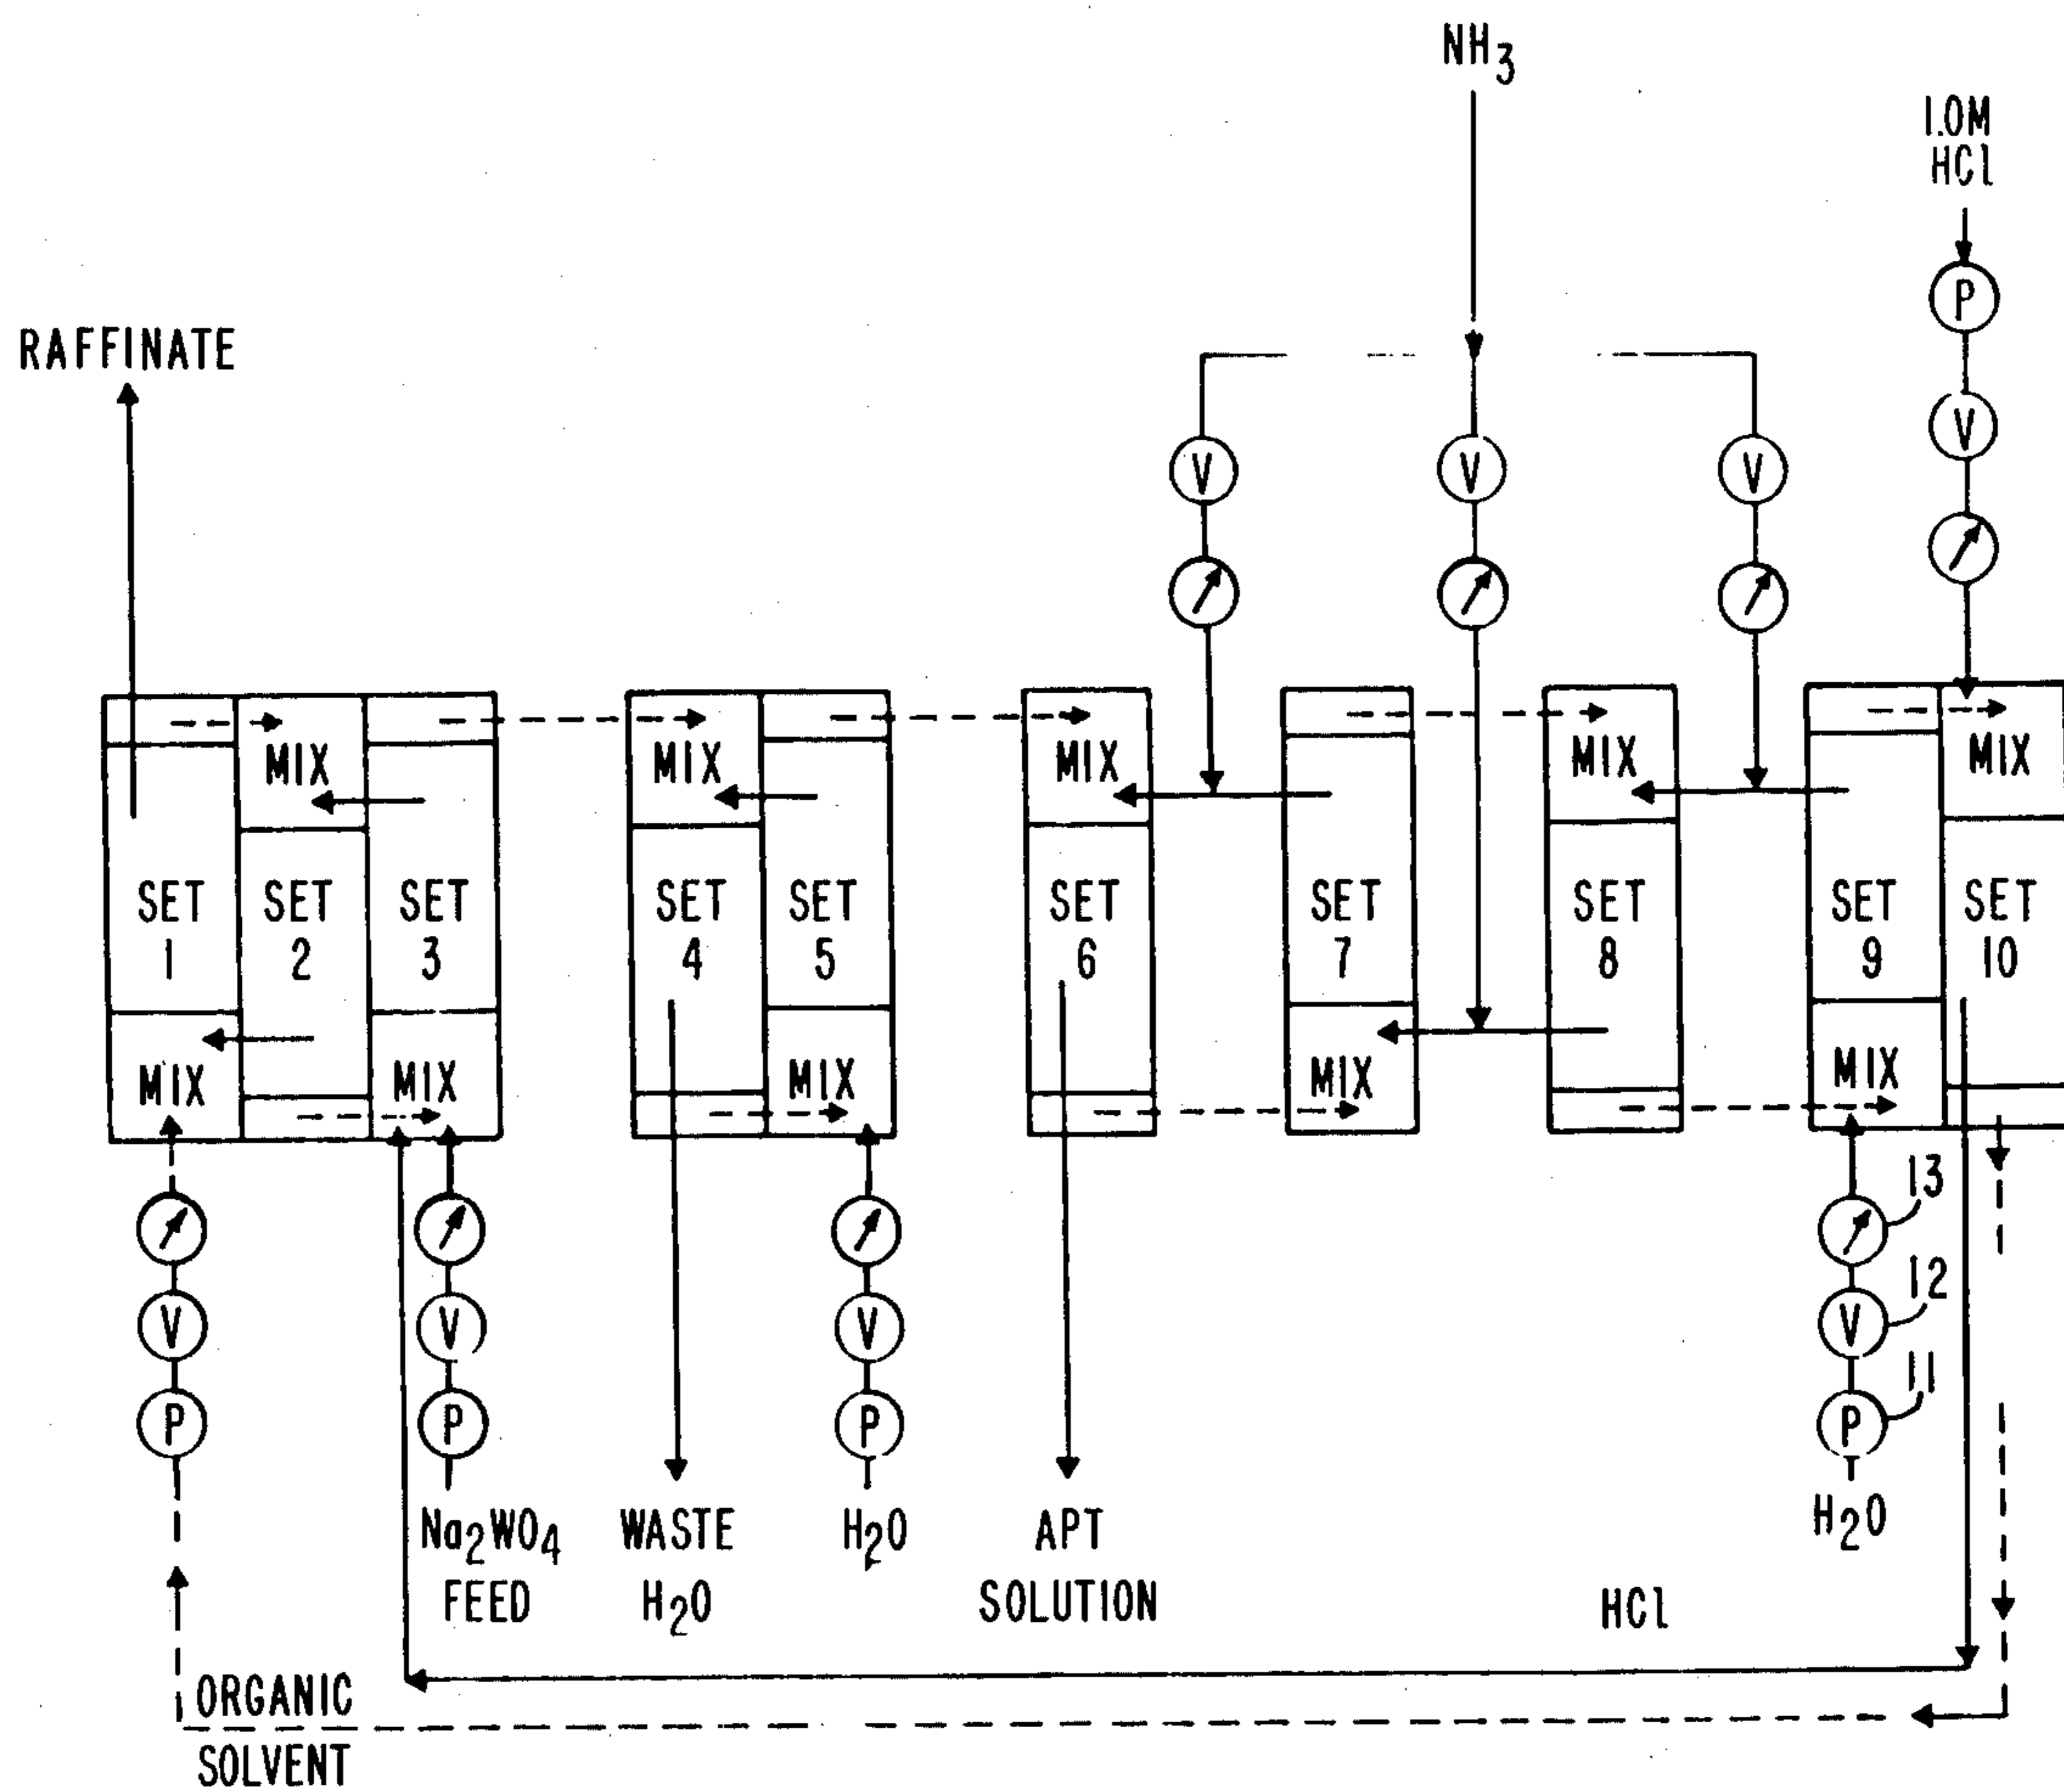 NH3
1.0M
HCl
P
RAFFINATE
V
V
V
V
MIX
MIX
MIX
MIX
MIX
SET
1
SET
2
SET
3
SET
4
SET
5
SET
6
SET
7
SET
8
SET
9
SET
10
MIX
MIX
MIX
MIX
MIX
13
12
11
V
V
V
V
P
P
P
P
Na2WO4
FEED
WASTE
H2O
H2O
APT
SOLUTION
H2O
HCl
ORGANIC
SOLVENT